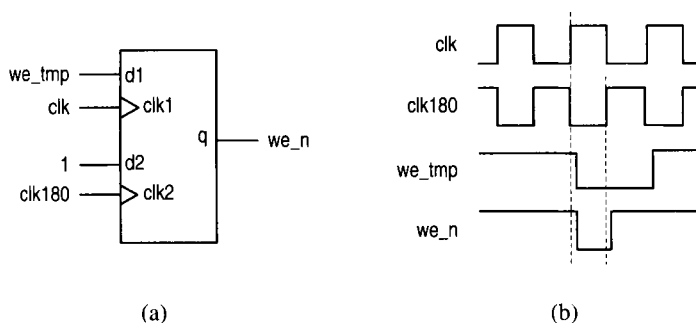 we_tmp
d1
clk
clk1
q
we_n
1
d2
clk180
clk2
(a)
clk
clk180
we_tmp
we_n
(b)